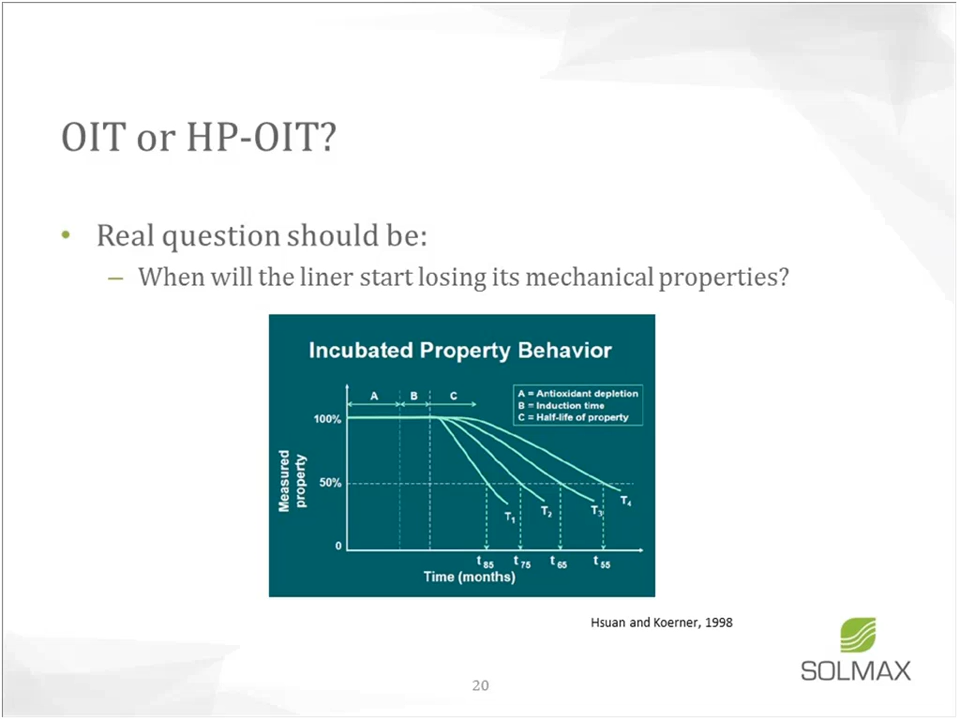 OIT or HP-OIT?
• Real question should be:
– When will the liner start losing its mechanical properties?
Incubated Property Behavior
A B C
A = Antioxidant depletion
B = Induction time
C = Half-life of property
100%
Measured
property
50%
0
T1 T2 T3 T4
t85 t75 t65 t55
Time (months)
Hsuan and Koerner, 1998
SOLMAX
20